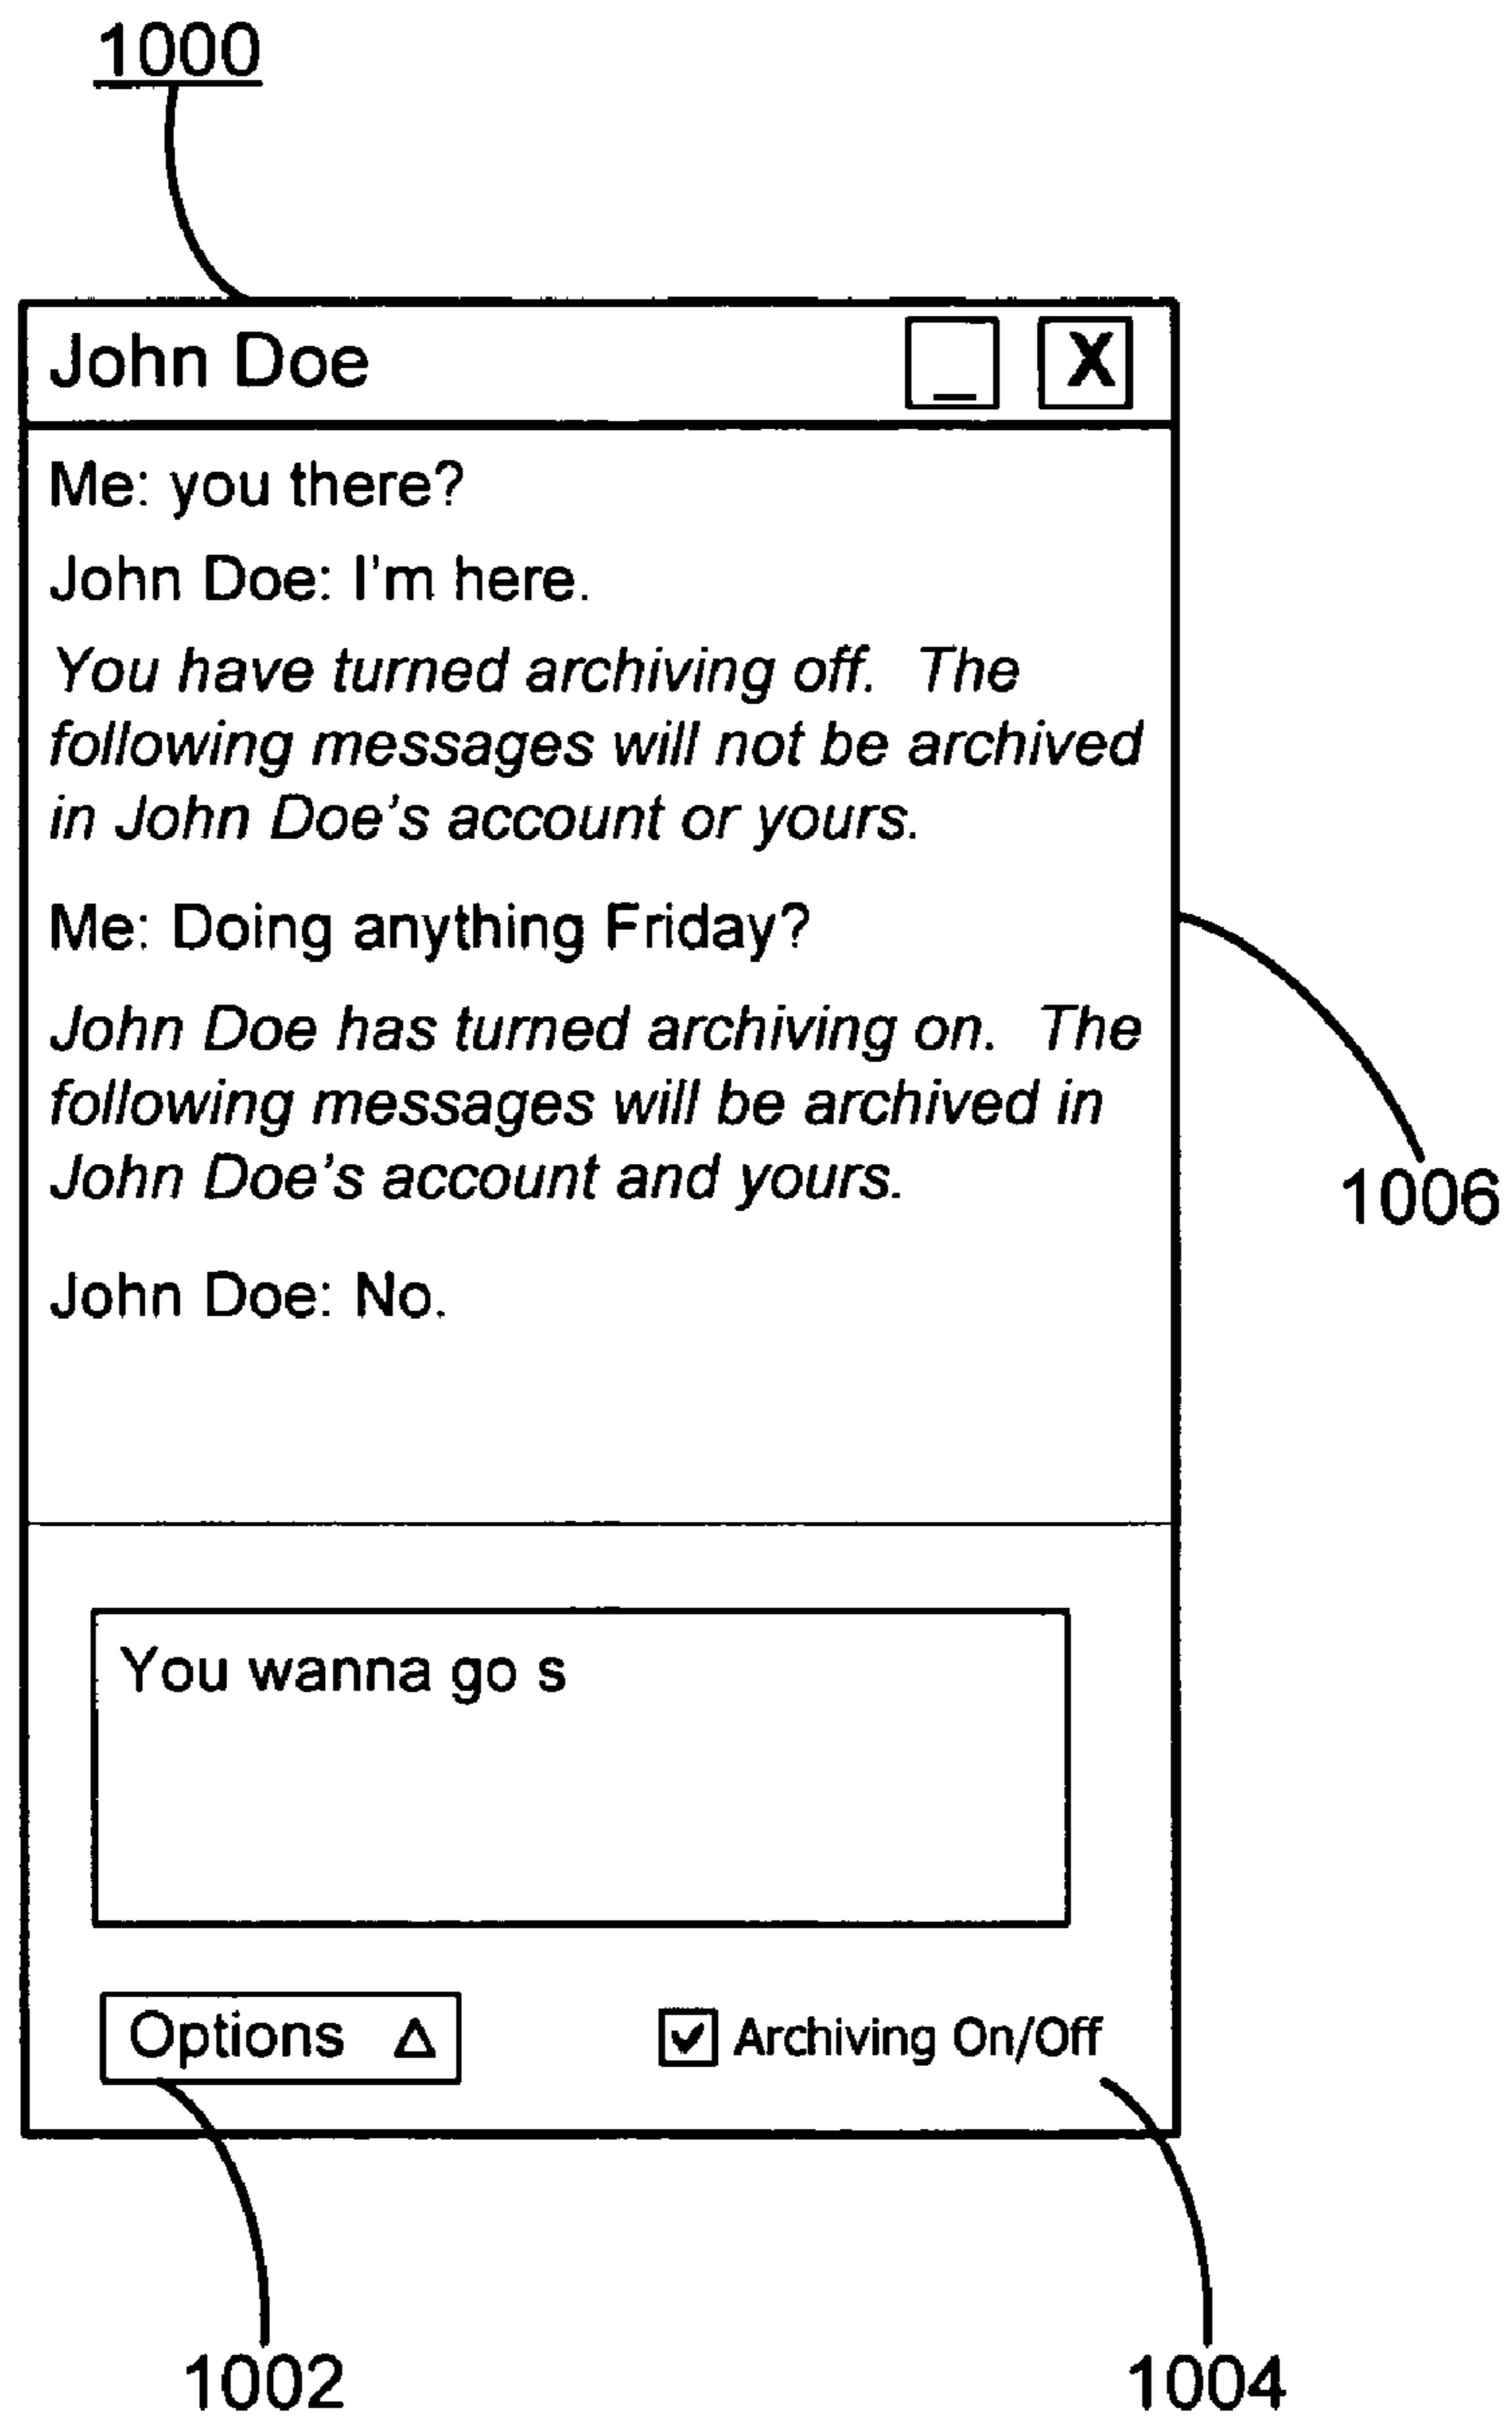 1000
John Doe _ X
Me: you there?
John Doe: I'm here.
You have turned archiving off. The
following messages will not be archived
in John Doe's account or yours.
Me: Doing anything Friday?
John Doe has turned archiving on. The
following messages will be archived in
John Doe's account and yours.
1006
John Doe: No.
You wanna go s
Options Δ Archiving On/Off
1002 1004